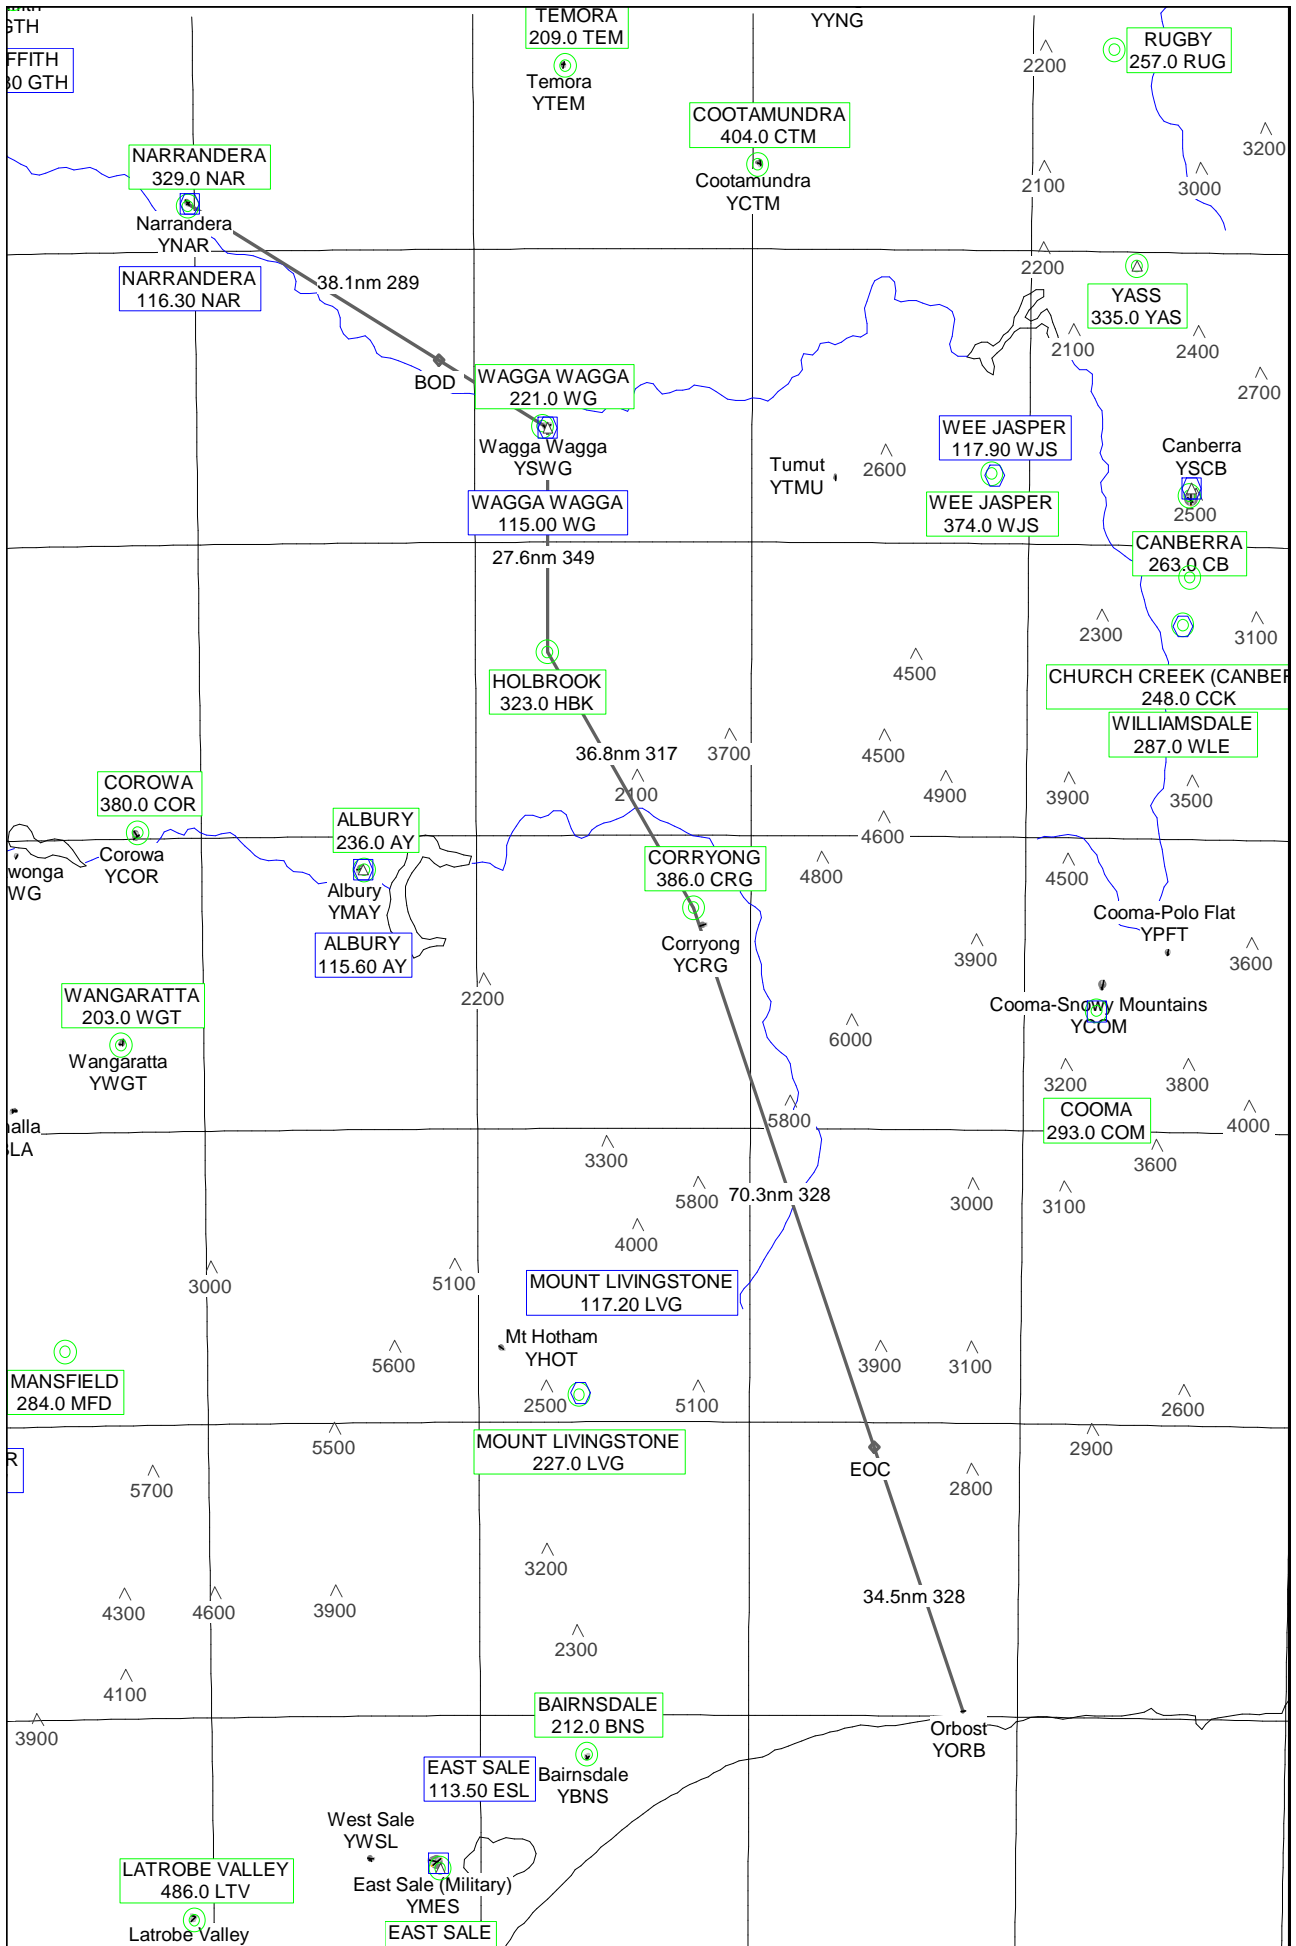 GTH
FFITH
30 GTH
TEMORA
209.0 TEM
Temora
YTEM
YYNG
2200
RUGBY
257.0 RUG
COOTAMUNDRA
404.0 CTM
Cootamundra
YCTM
3200
2100
3000
NARRANDERA
329.0 NAR
Narrandera
YNAR
NARRANDERA
116.30 NAR
38.1nm 289
2200
YASS
335.0 YAS
2100
2400
2700
BOD
WAGGA WAGGA
221.0 WG
Wagga Wagga
YSWG
WAGGA WAGGA
115.00 WG
27.6nm 349
Tumut
YTMU
2600
WEE JASPER
117.90 WJS
WEE JASPER
374.0 WJS
Canberra
YSCB
2500
CANBERRA
263.0 CB
2300
3100
HOLBROOK
323.0 HBK
4500
CHURCH CREEK (CANBER
248.0 CCK
WILLIAMSDALE
287.0 WLE
36.8nm 317
3700
4500
2100
4900
3900
3500
COROWA
380.0 COR
Corowa
YCOR
wonga
WG
ALBURY
236.0 AY
Albury
YMAY
ALBURY
115.60 AY
4600
CORRYONG
386.0 CRG
Corryong
YCRG
4800
4500
Cooma-Polo Flat
YPFT
3900
3600
2200
WANGARATTA
203.0 WGT
Wangaratta
YWGT
Cooma-Snowy Mountains
YCOM
6000
3200
3800
COOMA
293.0 COM
4000
alla
LA
5800
3300
3600
5800
70.3nm 328
3000
3100
4000
3000
5100
MOUNT LIVINGSTONE
117.20 LVG
Mt Hotham
YHOT
5600
3900
3100
MANSFIELD
284.0 MFD
2500
5100
2600
R
5500
MOUNT LIVINGSTONE
227.0 LVG
2900
5700
EOC
2800
3200
4300
4600
3900
34.5nm 328
2300
4100
3900
BAIRNSDALE
212.0 BNS
Bairnsdale
YBNS
Orbost
YORB
EAST SALE
113.50 ESL
West Sale
YWSL
East Sale (Military)
YMES
EAST SALE
LATROBE VALLEY
486.0 LTV
Latrobe Valley